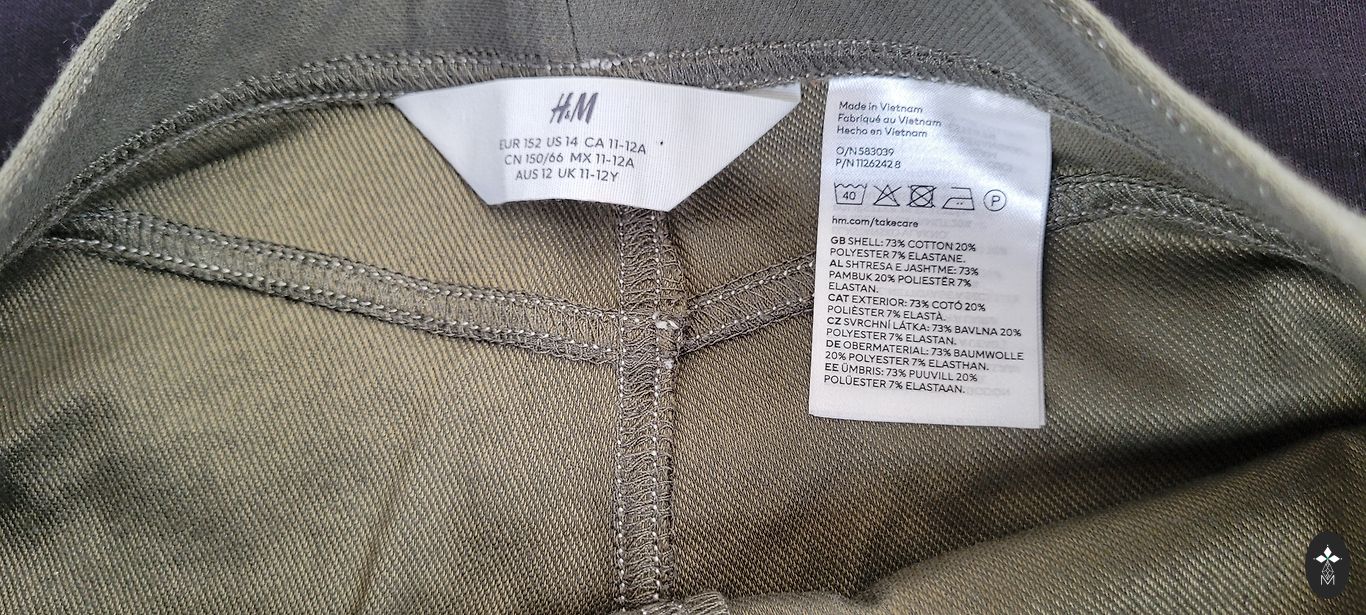 H&M
EUR 152 US 14 CA 11-12A
CN 150/66 MX 11-12A
AUS 12 UK 11-12Y
Made in Vietnam
Fabriqué au Vietnam
Hecho en Vietnam
O/N 583039
P/N 1126242 8
40 P
hm.com/takecare
GB SHELL: 73% COTTON 20%
POLYESTER 7% ELASTANE.
AL SHTRESA E JASHTME: 73%
PAMBUK 20% POLIESTËR 7%
ELASTAN.
CAT EXTERIOR: 73% COTÓ 20%
POLIÈSTER 7% ELASTÀ.
CZ SVRCHNÍ LÁTKA: 73% BAVLNA 20%
POLYESTER 7% ELASTAN.
DE OBERMATERIAL: 73% BAUMWOLLE
20% POLYESTER 7% ELASTHAN.
EE ÜMBRIS: 73% PUUVILL 20%
POLÜESTER 7% ELASTAAN.
M